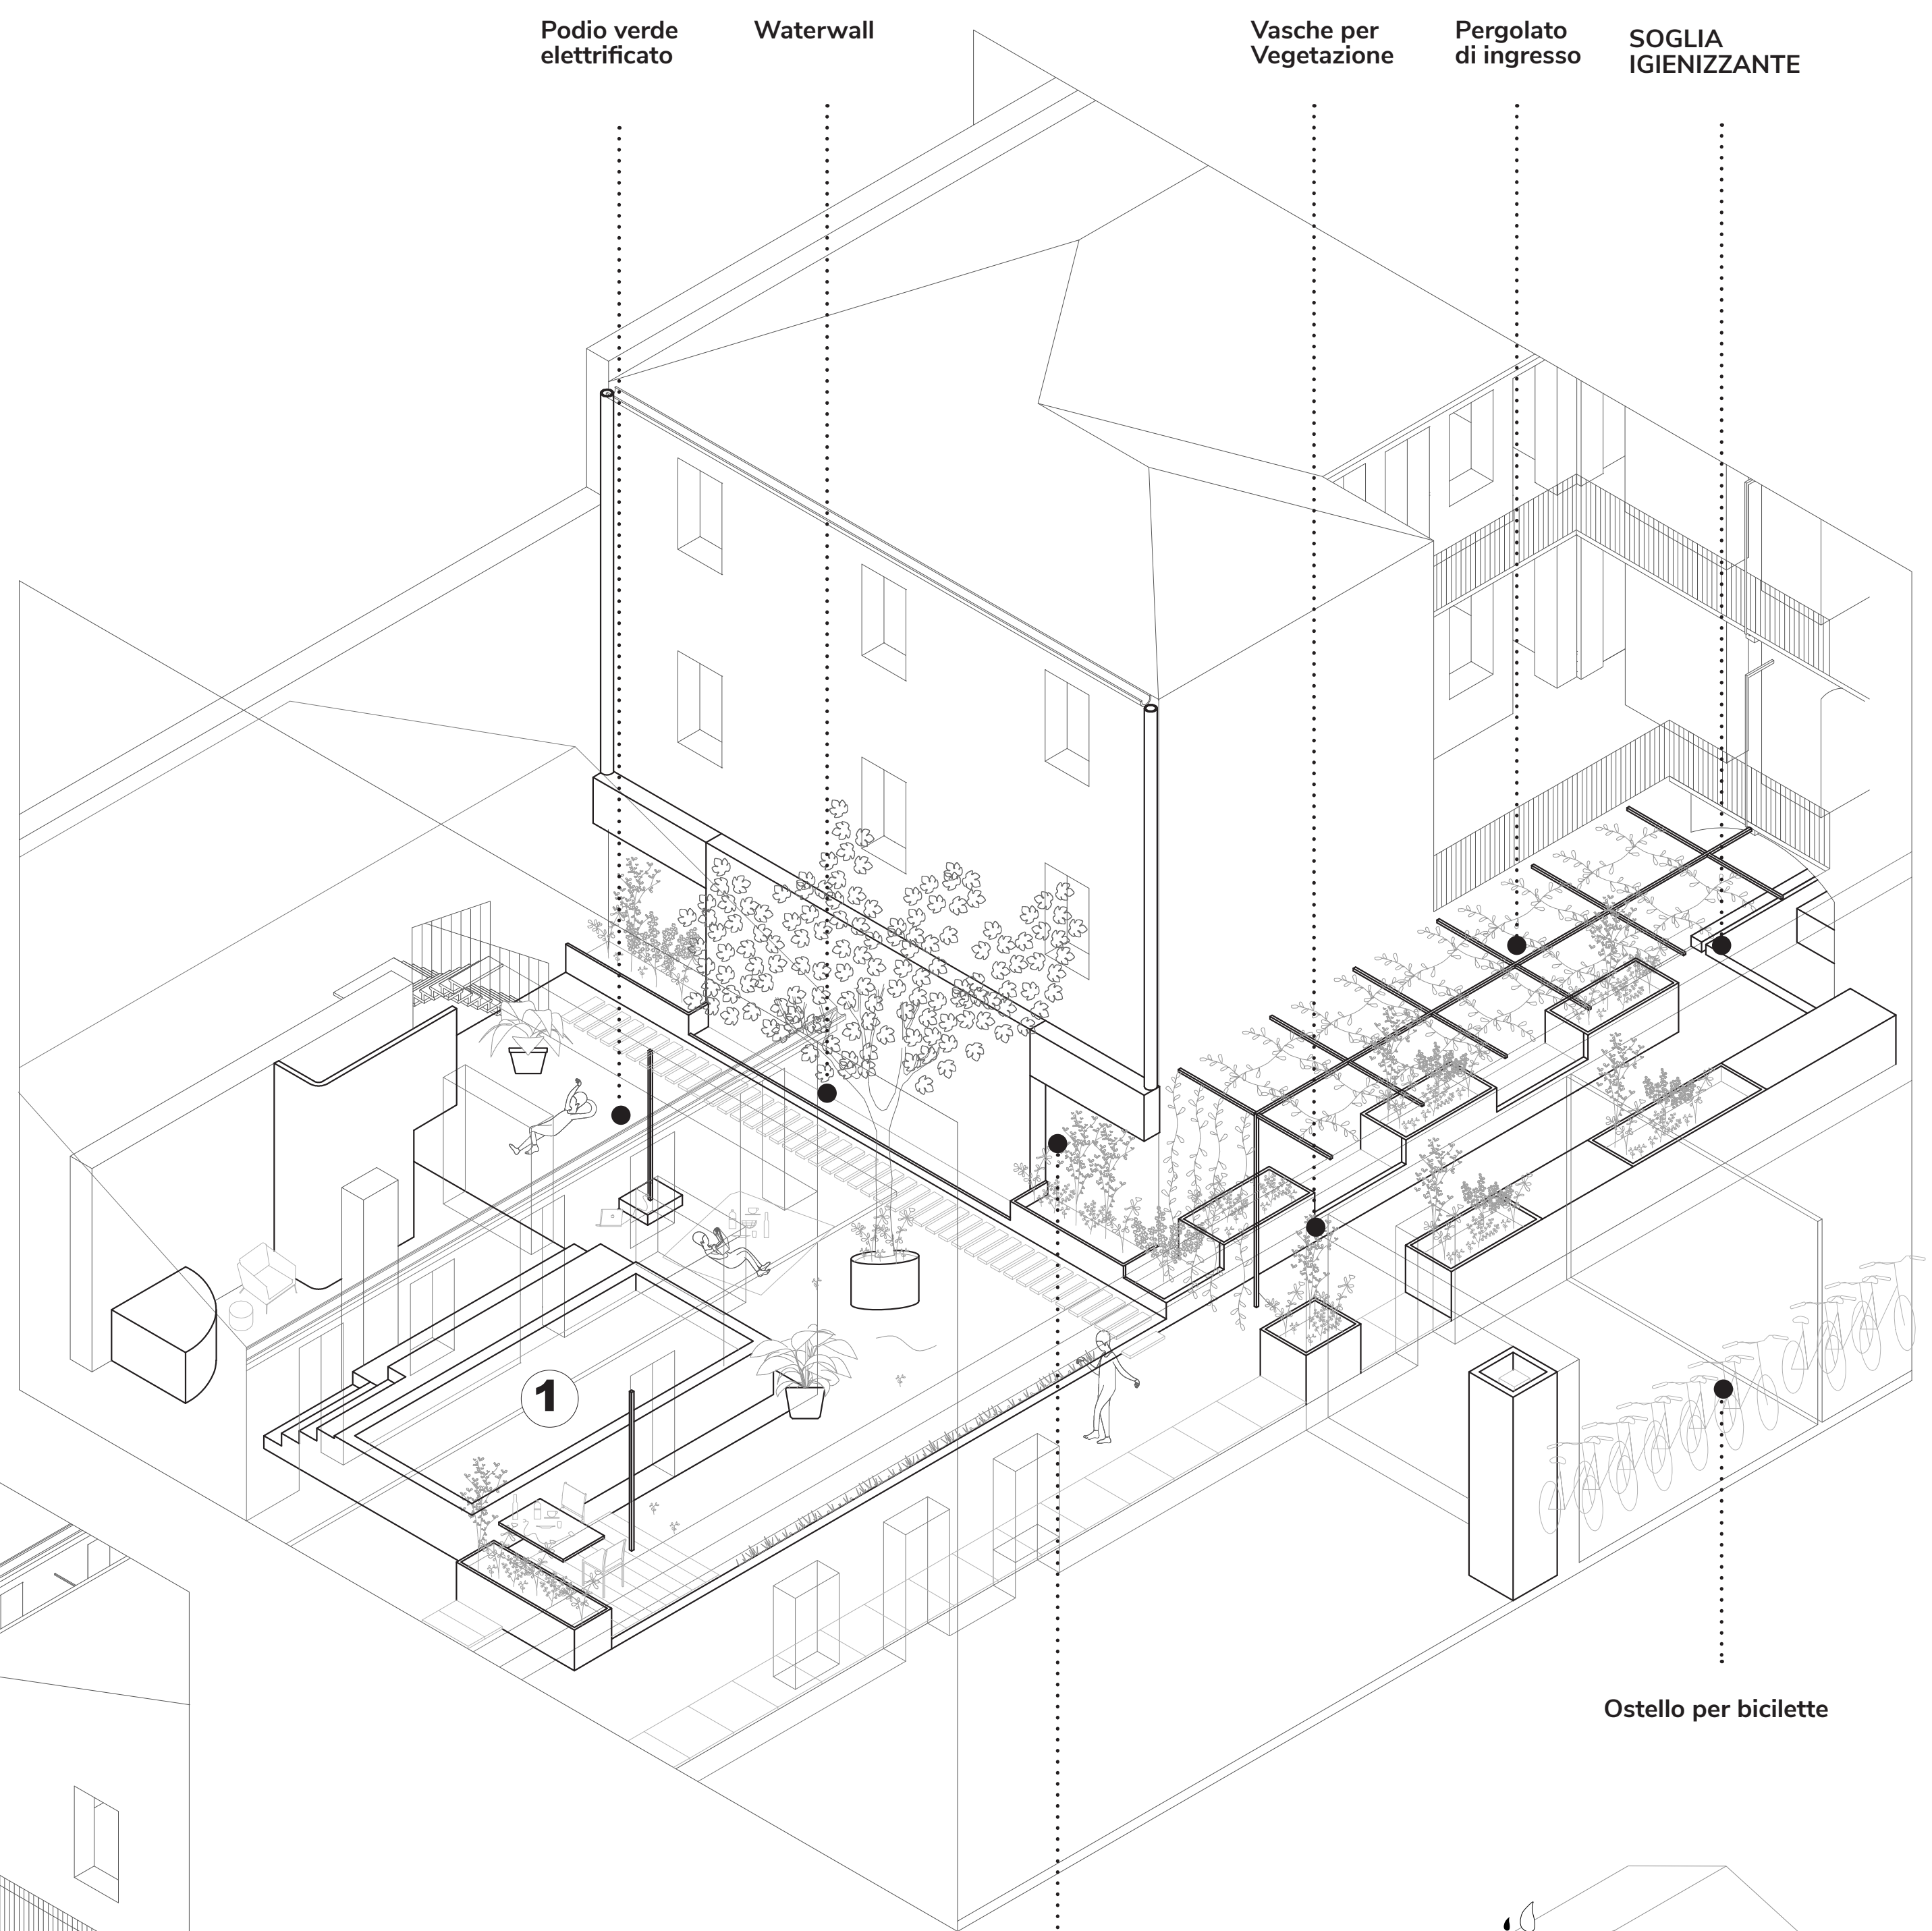 Podio verde
elettrificato
Waterwall
Vasche per
Vegetazione
Pergolato
di ingresso
SOGLIA
IGIENIZZANTE
1
Ostello per bicilette